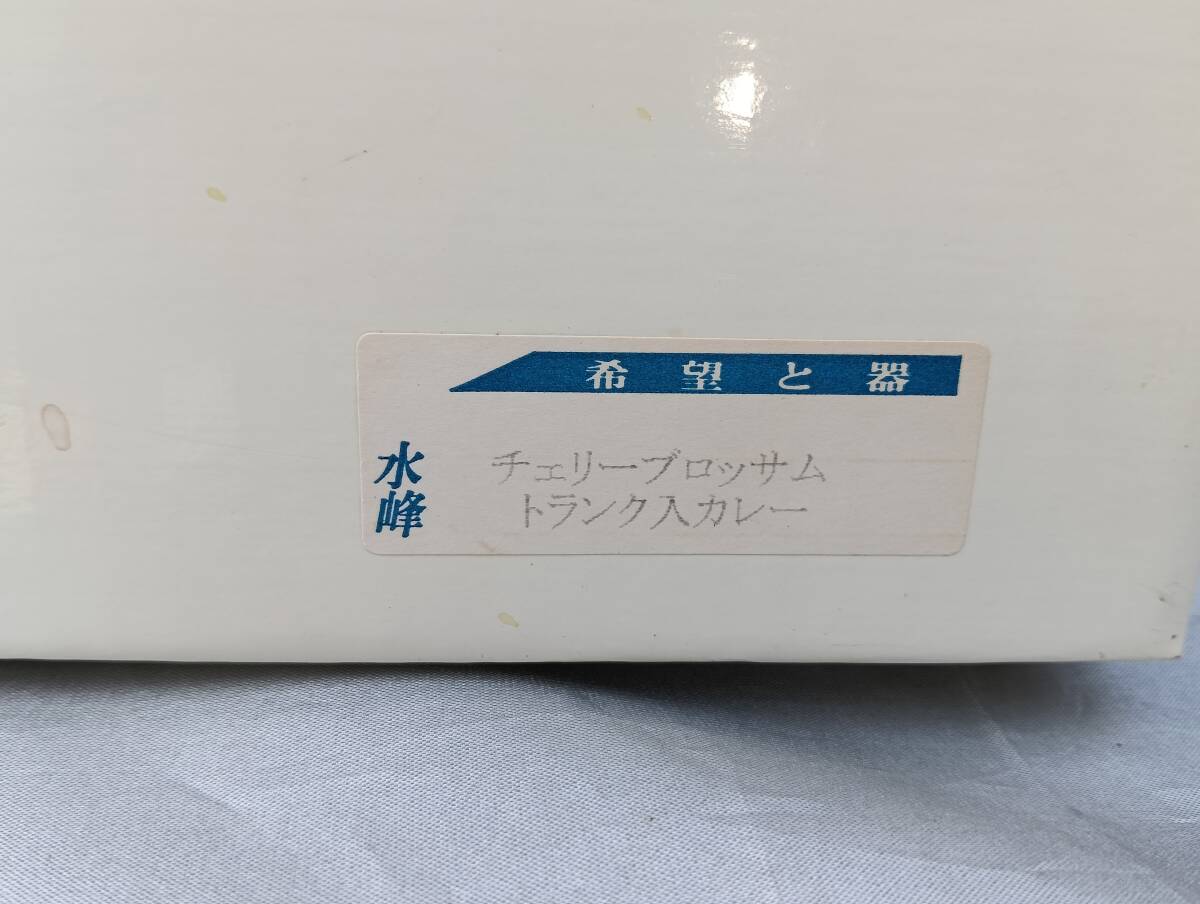 希望と器
水峰
チェリーブロッサム
トランク入カレー